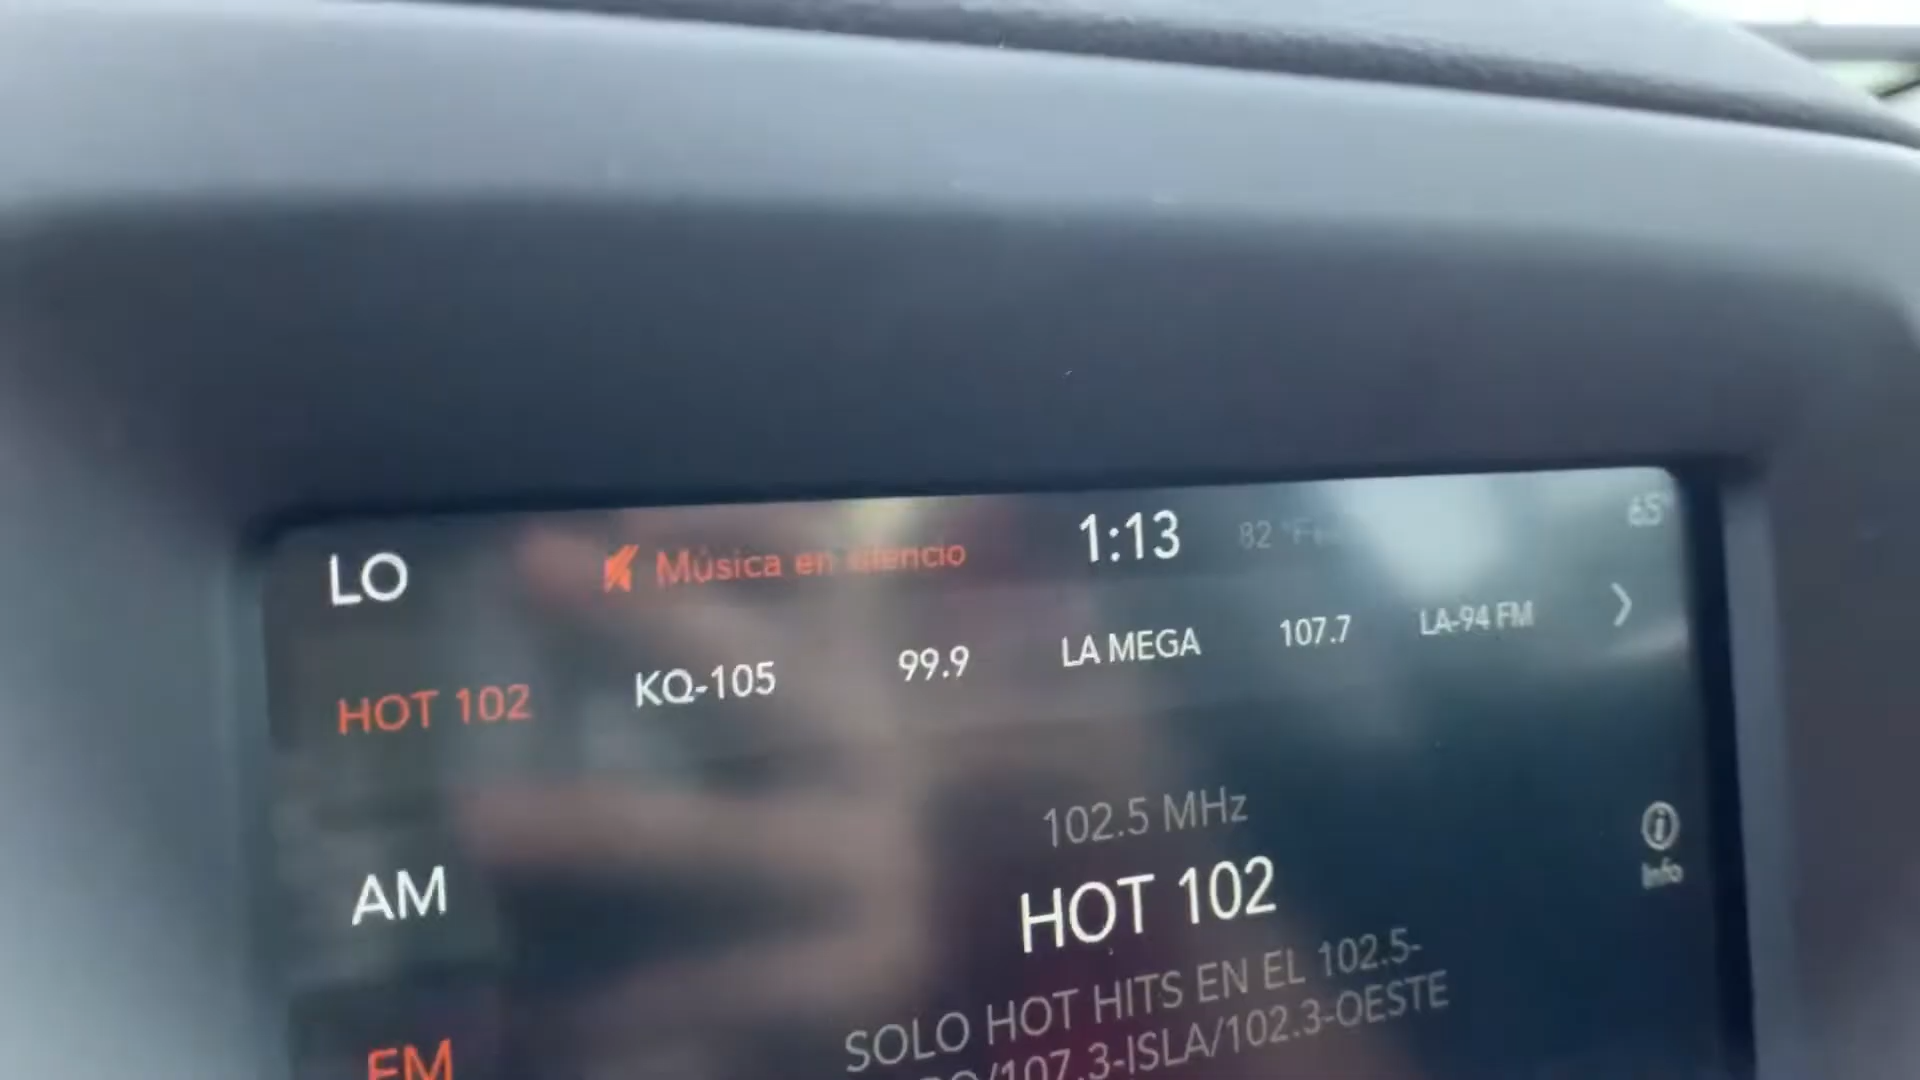 LO Música en silencio 1:13 82 °F 65°
HOT 102 KQ-105 99.9 LA MEGA 107.7 LA-94 FM
102.5 MHz
AM HOT 102 Info
SOLO HOT HITS EN EL 102.5-
FM /107.3-ISLA/102.3-OESTE